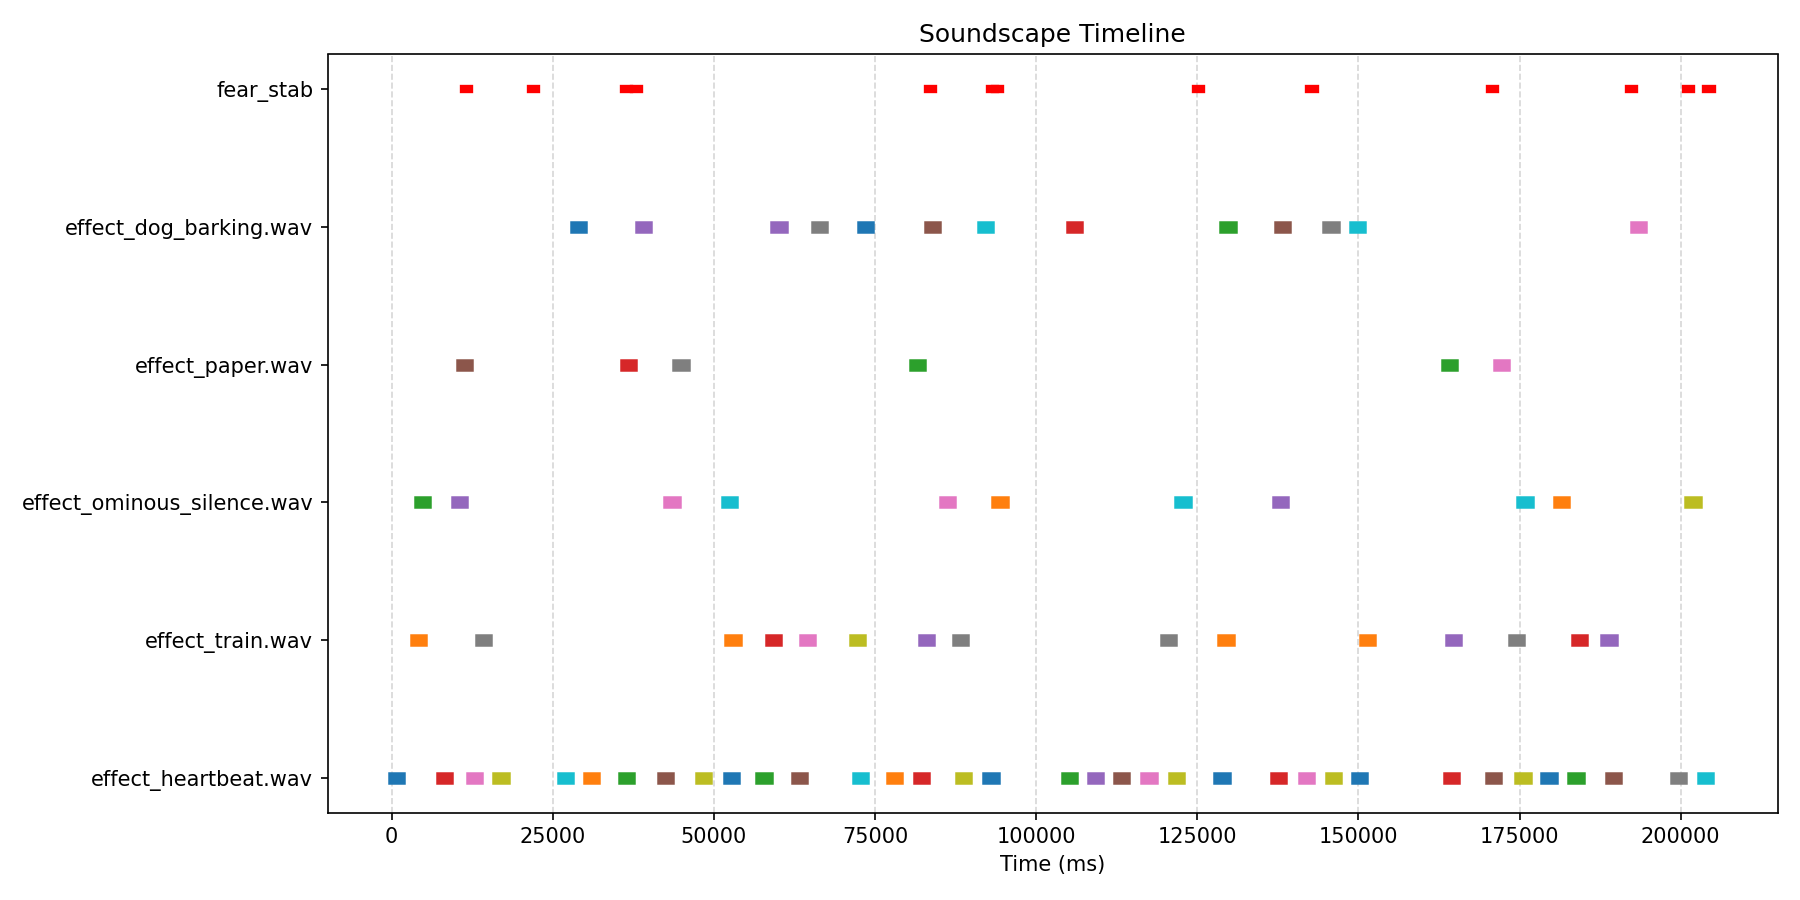 Soundscape Timeline
fear_stab
effect_dog_barking.wav
effect_paper.wav
effect_ominous_silence.wav
effect_train.wav
effect_heartbeat.wav
0 25000 50000 75000 100000 125000 150000 175000 200000
Time (ms)